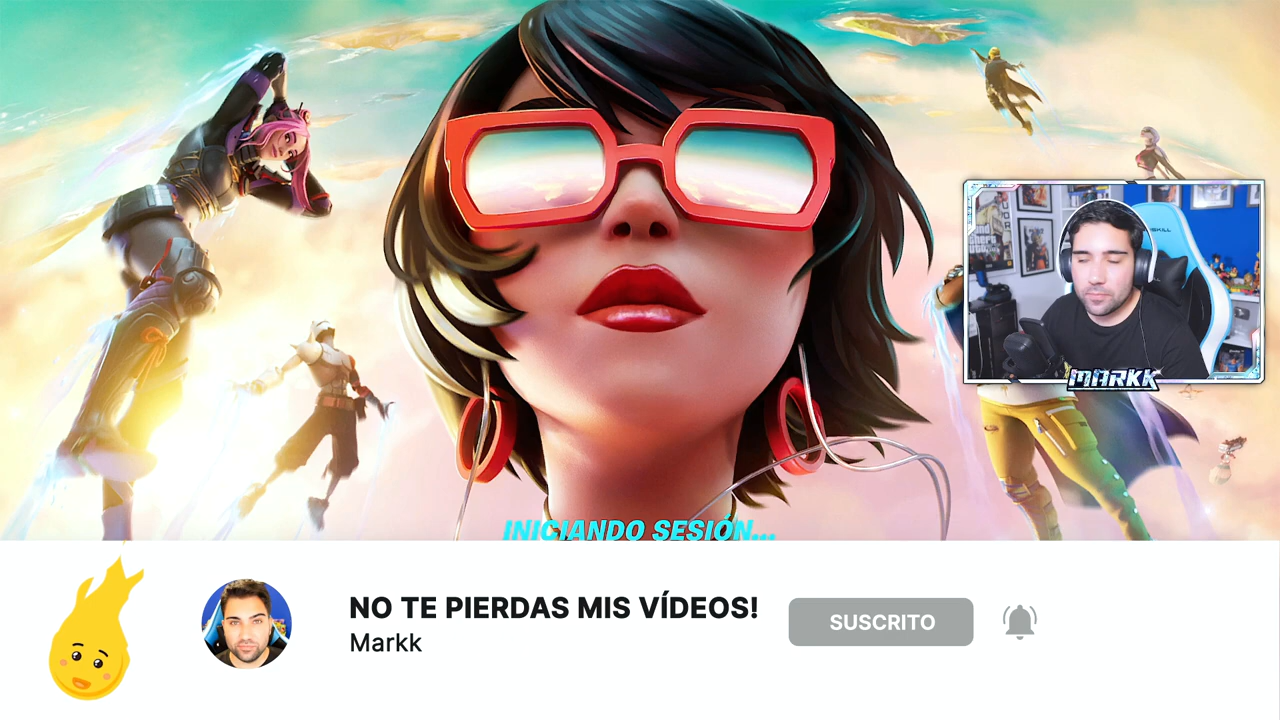 MARKK
INICIANDO SESIÓN...
NO TE PIERDAS MIS VÍDEOS!
Markk
SUSCRITO